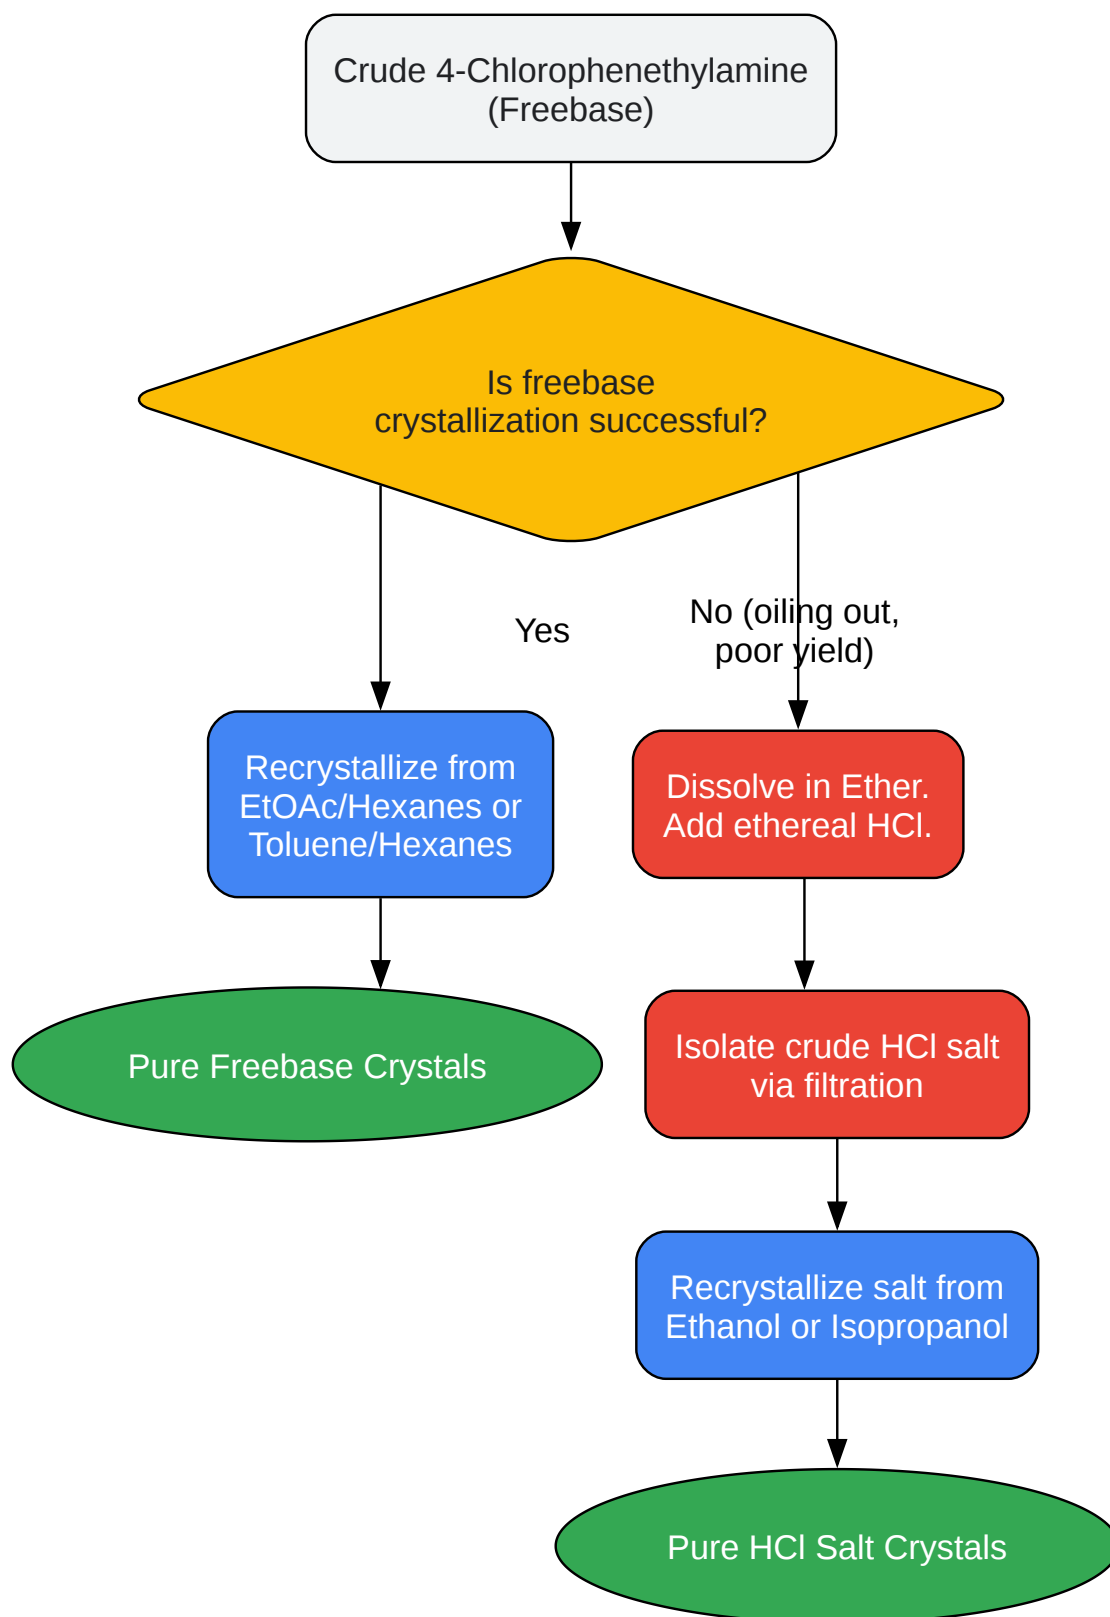 Crude 4-Chlorophenethylamine
(Freebase)
Is freebase
crystallization successful?
Yes
No (oiling out,
poor yield)
Recrystallize from
EtOAc/Hexanes or
Toluene/Hexanes
Dissolve in Ether.
Add ethereal HCl.
Pure Freebase Crystals
Isolate crude HCl salt
via filtration
Recrystallize salt from
Ethanol or Isopropanol
Pure HCl Salt Crystals